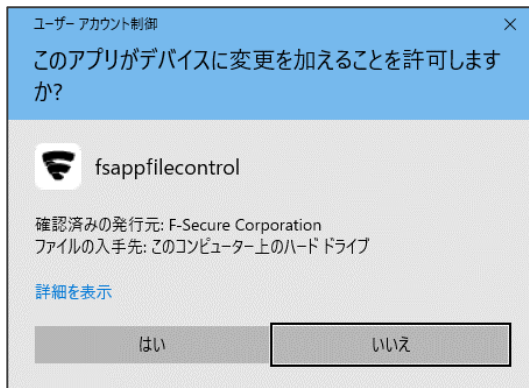 ユーザー アカウント制御
このアプリがデバイスに変更を加えることを許可します
か?
fsappfilecontrol
確認済みの発行元: F-Secure Corporation
ファイルの入手先: このコンピューター上のハード ドライブ
詳細を表示
はい
いいえ